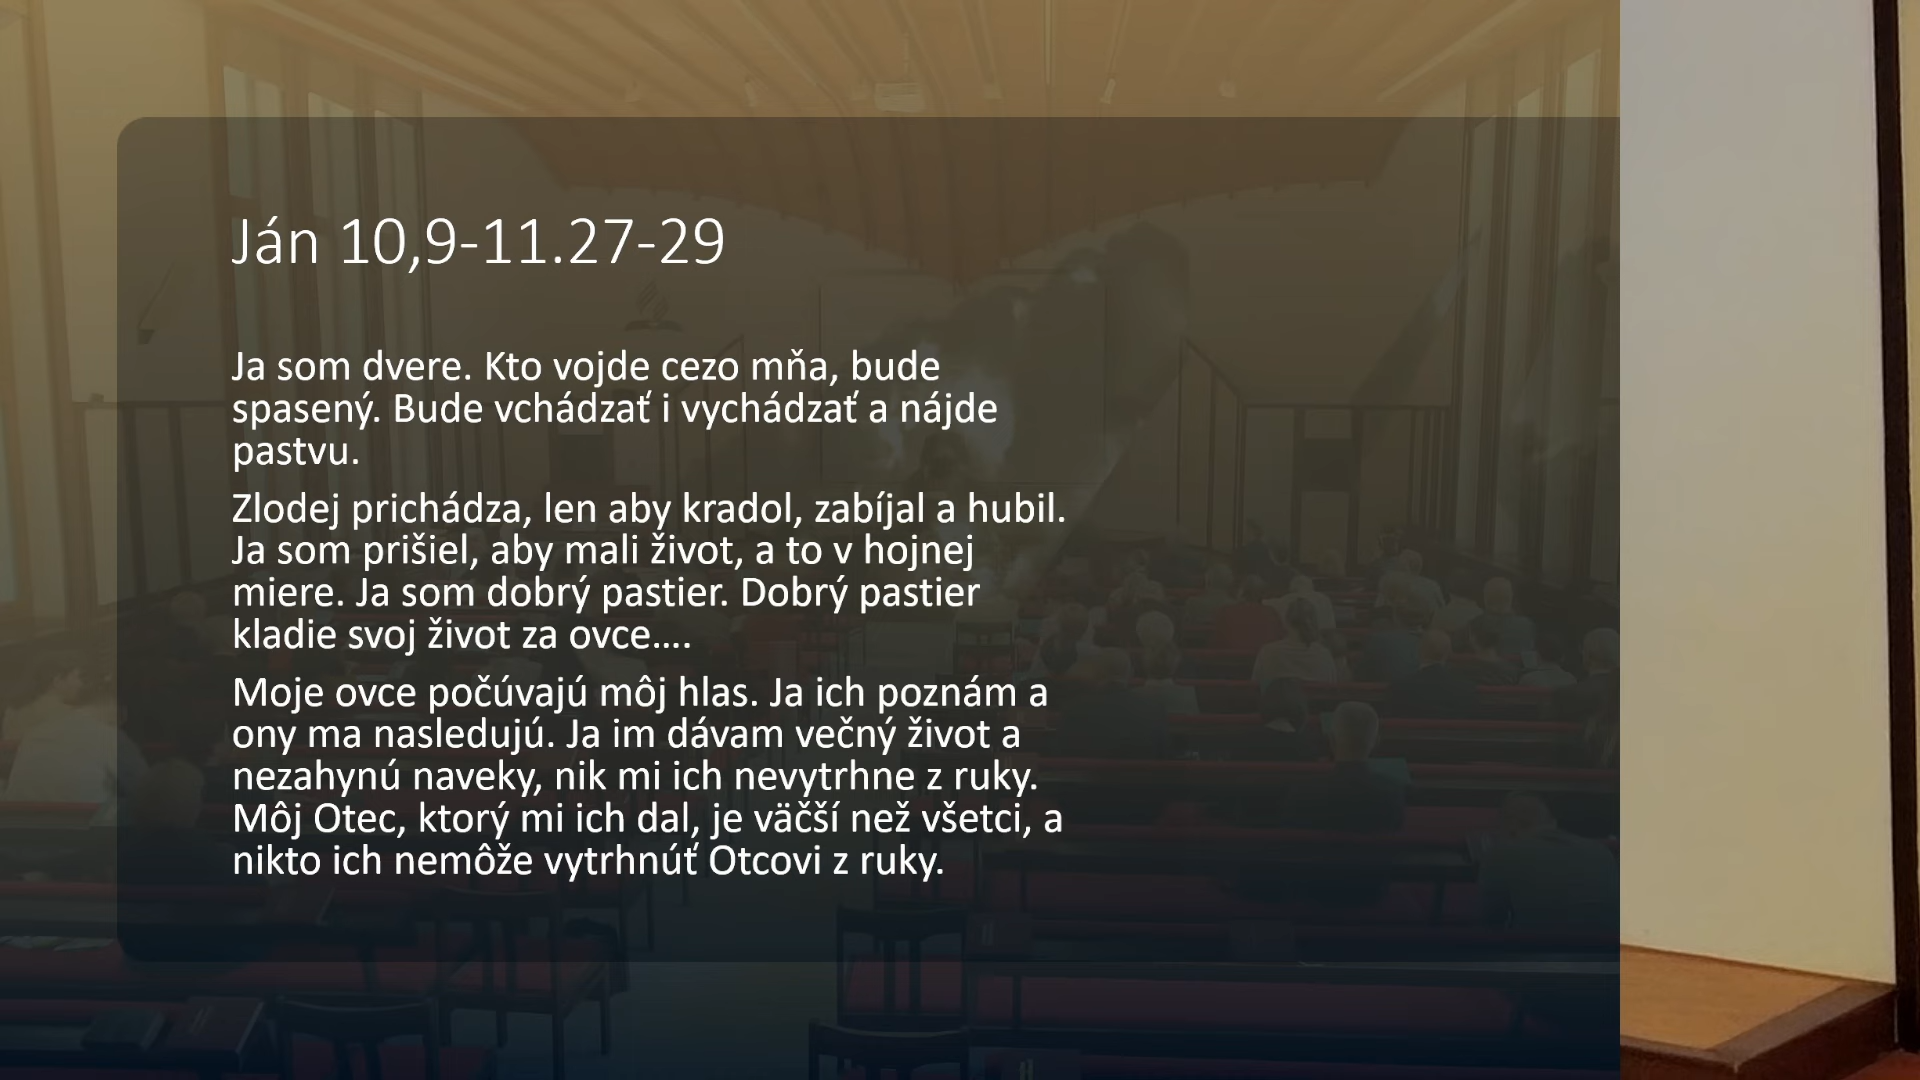 Ján 10,9-11.27-29
Ja som dvere. Kto vojde cezo mňa, bude
spasený. Bude vchádzať i vychádzať a nájde
pastvu.
Zlodej prichádza, len aby kradol, zabíjal a hubil.
Ja som prišiel, aby mali život, a to v hojnej
miere. Ja som dobrý pastier. Dobrý pastier
kladie svoj život za ovce….
Moje ovce počúvajú môj hlas. Ja ich poznám a
ony ma nasledujú. Ja im dávam večný život a
nezahynú naveky, nik mi ich nevytrhne z ruky.
Môj Otec, ktorý mi ich dal, je väčší než všetci, a
nikto ich nemôže vytrhnúť Otcovi z ruky.